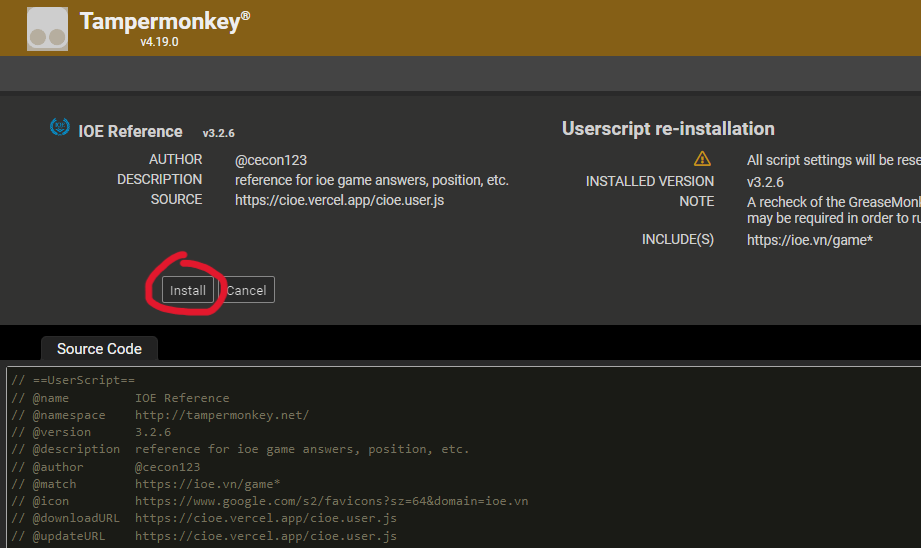 Tampermonkey®
v4.19.0
IOE Reference v3.2.6
AUTHOR @cecon123
DESCRIPTION reference for ioe game answers, position, etc.
SOURCE https://cioe.vercel.app/cioe.user.js
Install Cancel
Userscript re-installation
All script settings will be rese
INSTALLED VERSION v3.2.6
NOTE A recheck of the GreaseMonk
may be required in order to ru
INCLUDE(S) https://ioe.vn/game*
Source Code
// ==UserScript==
// @name IOE Reference
// @namespace http://tampermonkey.net/
// @version 3.2.6
// @description reference for ioe game answers, position, etc.
// @author @cecon123
// @match https://ioe.vn/game*
// @icon https://www.google.com/s2/favicons?sz=64&domain=ioe.vn
// @downloadURL https://cioe.vercel.app/cioe.user.js
// @updateURL https://cioe.vercel.app/cioe.user.js